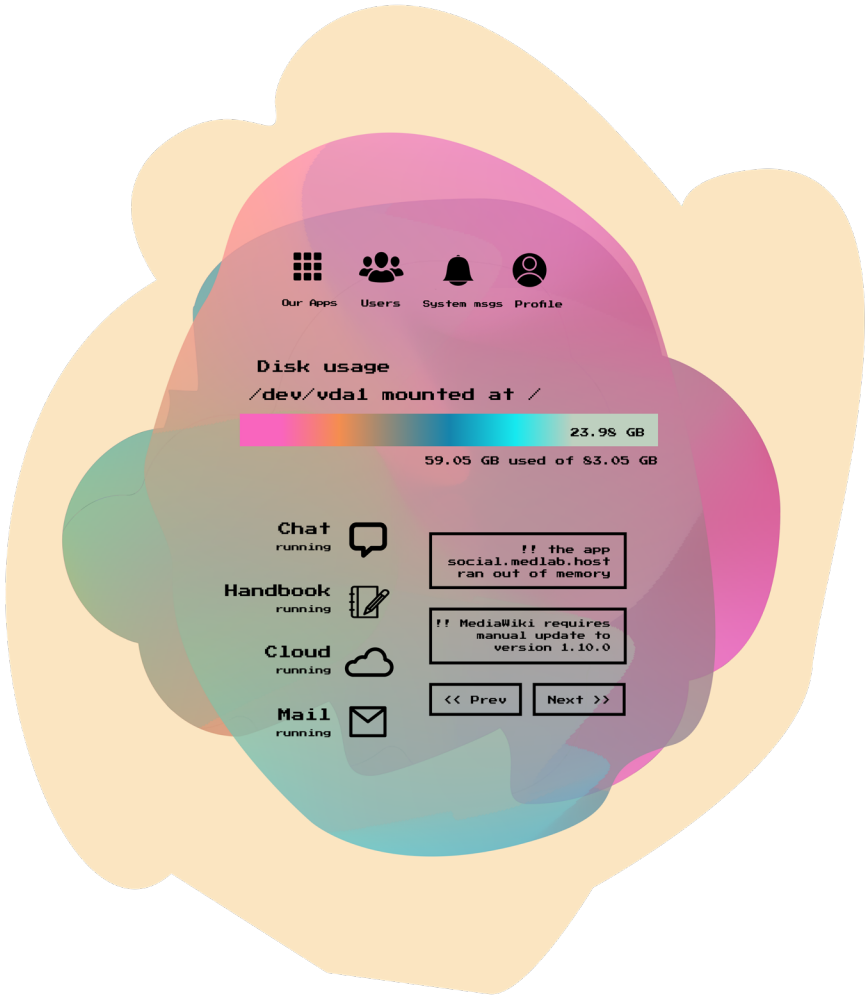 Our Apps Users System msgs Profile
Disk usage
/dev/vda1 mounted at /
23.98 GB
59.05 GB used of 83.05 GB
Chat
running
Handbook
running
Cloud
running
Mail
running
!! the app
social.medlab.host
ran out of memory
!! MediaWiki requires
manual update to
version 1.10.0
<< Prev Next >>